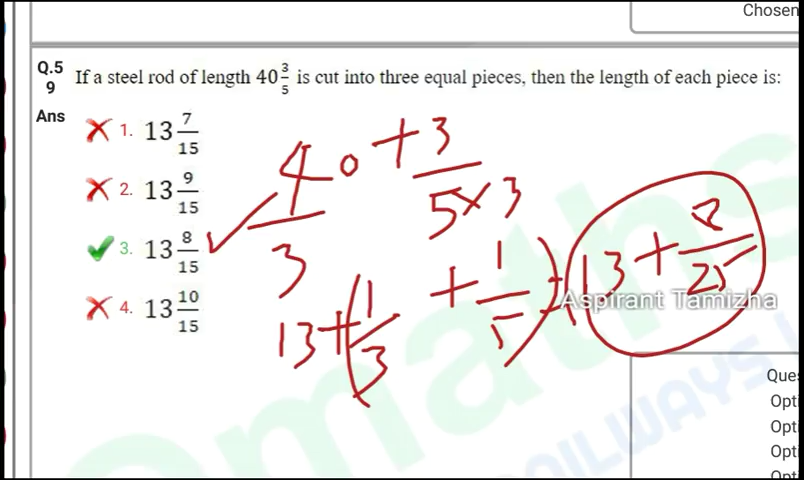 Chosen
Q.5
9
If a steel rod of length 40 3/5 is cut into three equal pieces, then the length of each piece is:
Ans
1. 13 7/15
2. 13 9/15
3. 13 8/15
4. 13 10/15
40/3 + 3/5×3
13 + (1/3 + 1/5) = 13 +
Aspirant Tamizha
maths
RAILWAYS
Que
Opt
Opt
Opt
Opt